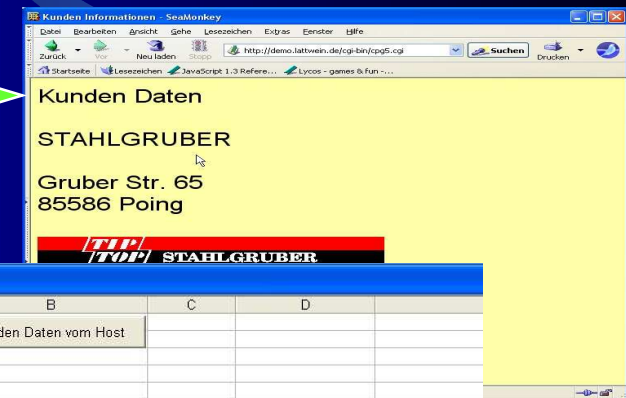 Kunden Informationen - SeaMonkey
Datei Bearbeiten Ansicht Gehe Lesezeichen Extras Fenster Hilfe
Zurück Vor Neu laden Stopp http://demo.lattwein.de/cgi-bin/cpg5.cgi Suchen Drucken
Startseite Lesezeichen JavaScript 1.3 Refere... Lycos - games & fun -...
Kunden Daten
STAHLGRUBER
Gruber Str. 65
85586 Poing
TIP
TOP STAHLGRUBER
B C D
den Daten vom Host